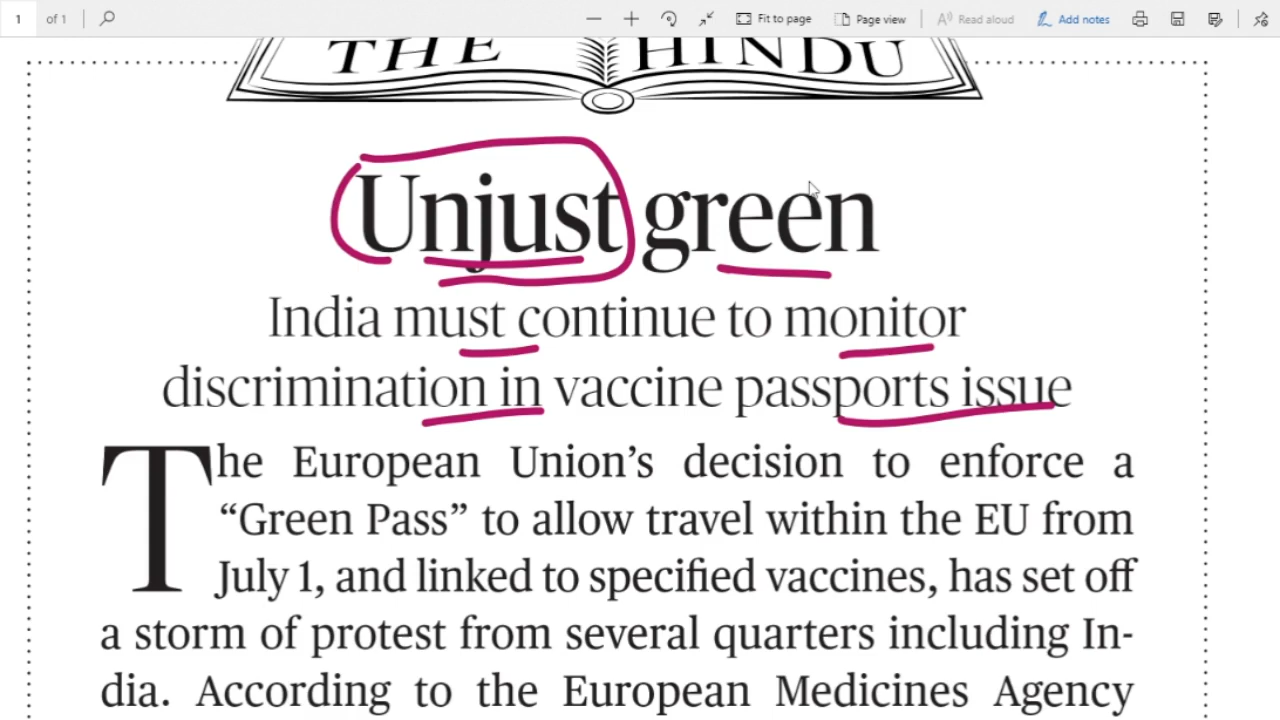 1 of 1 Fit to page Page view Read aloud Add notes
THE HINDU
Unjust green
India must continue to monitor
discrimination in vaccine passports issue
The European Union’s decision to enforce a
“Green Pass” to allow travel within the EU from
July 1, and linked to specified vaccines, has set off
a storm of protest from several quarters including In-
dia. According to the European Medicines Agency